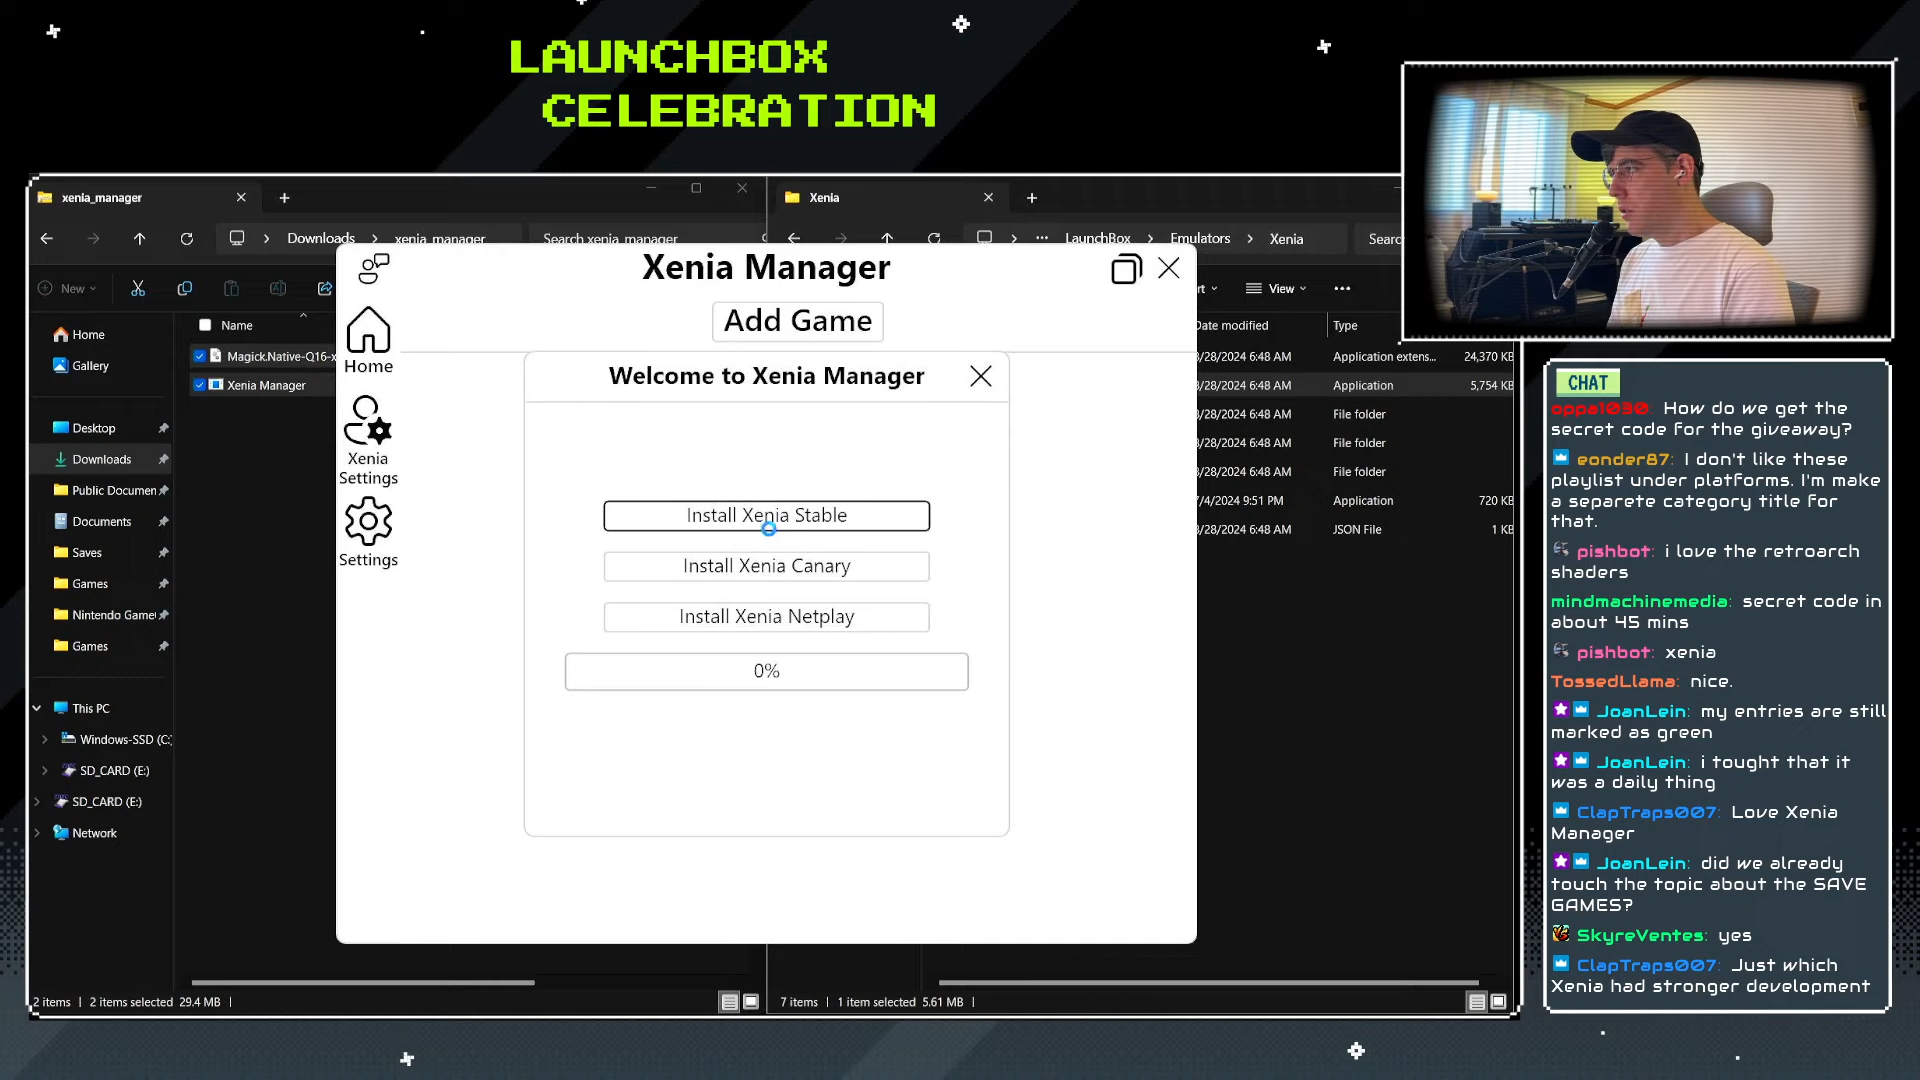 LAUNCHBOX
CELEBRATION
xenia_manager
Xenia
Downloads
xenia_manager
Search xenia_manager
LaunchBox
Emulators
Xenia
Searc
New
View
Home
Gallery
Desktop
Downloads
Public Documen
Documents
Saves
Games
Nintendo Game
Games
This PC
Windows-SSD (C:
SD_CARD (E:)
SD_CARD (E:)
Network
Name
Magick.Native-Q16-x
Xenia Manager
2 items
2 items selected 29.4 MB
Xenia Manager
Add Game
Home
Xenia
Settings
Settings
Welcome to Xenia Manager
Install Xenia Stable
Install Xenia Canary
Install Xenia Netplay
0%
Date modified
Type
/28/2024 6:48 AM
Application extens...
24,370 KB
/28/2024 6:48 AM
Application
5,754 KB
/28/2024 6:48 AM
File folder
/28/2024 6:48 AM
File folder
/28/2024 6:48 AM
File folder
/4/2024 9:51 PM
Application
720 KB
/28/2024 6:48 AM
JSON File
1 KB
7 items
1 item selected 5.61 MB
CHAT
oppa1030: How do we get the
secret code for the giveaway?
eonder87: I don't like these
playlist under platforms. I'm make
a separete category title for
that.
pishbot: i love the retroarch
shaders
mindmachinemedia: secret code in
about 45 mins
pishbot: xenia
TossedLlama: nice.
JoanLein: my entries are still
marked as green
JoanLein: i tought that it
was a daily thing
ClapTraps007: Love Xenia
Manager
JoanLein: did we already
touch the topic about the SAVE
GAMES?
SkyreVentes: yes
ClapTraps007: Just which
Xenia had stronger development